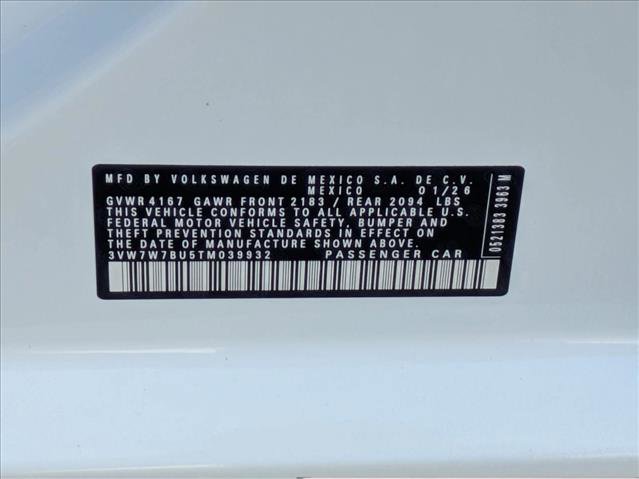 MFD BY VOLKSWAGEN DE MEXICO S.A. DE C.V.
MEXICO 01/26
GVWR 4167 GAWR FRONT 2183 / REAR 2094 LBS
THIS VEHICLE CONFORMS TO ALL APPLICABLE U.S.
FEDERAL MOTOR VEHICLE SAFETY, BUMPER AND
THEFT PREVENTION STANDARDS IN EFFECT ON
THE DATE OF MANUFACTURE SHOWN ABOVE.
3VW7W7BU5TM039932 PASSENGER CAR
0521383 3963 M